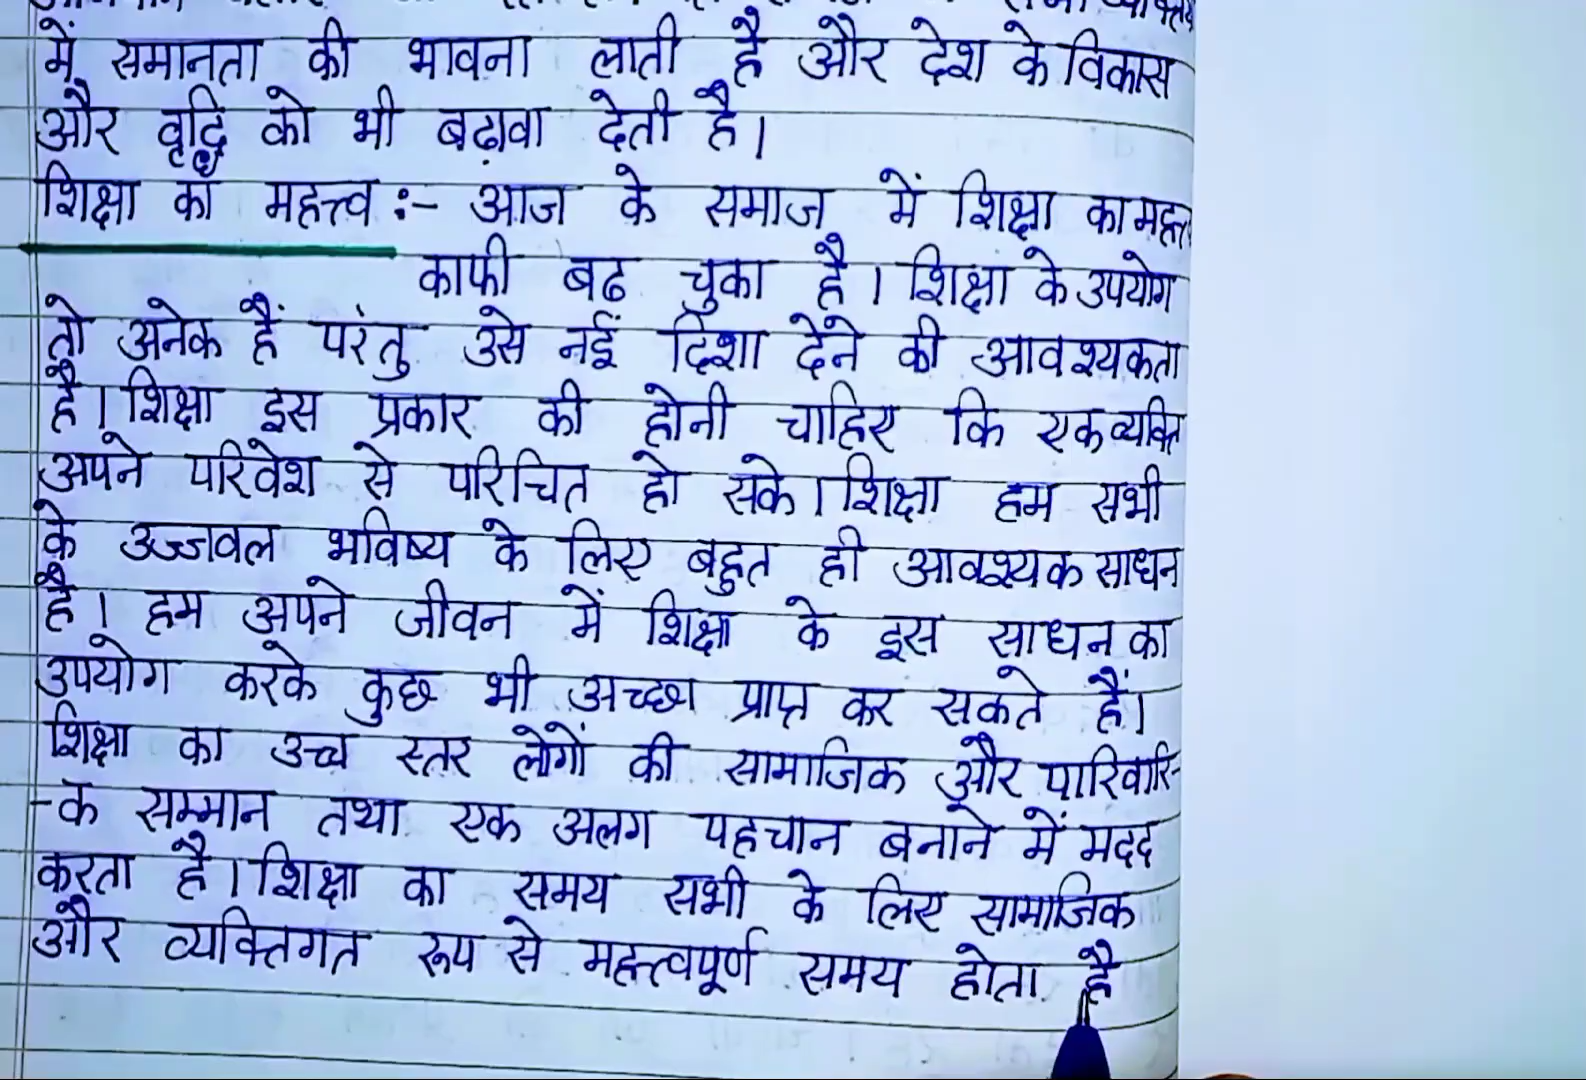 में समानता की भावना लाती है और देश के विकास
और वृद्धि को भी बढ़ावा देती है।
शिक्षा का महत्त्व :- आज के समाज में शिक्षा का महत्त्
काफी बढ चुका है। शिक्षा के उपयोग
तो अनेक हैं परंतु उसे नई दिशा देने की आवश्यकता
है। शिक्षा इस प्रकार की होनी चाहिए कि एक व्यक्ति
अपने परिवेश से परिचित हो सके। शिक्षा हम सभी
के उज्जवल भविष्य के लिए बहुत ही आवश्यक साधन
है। हम अपने जीवन में शिक्षा के इस साधन का
उपयोग करके कुछ भी अच्छा प्राप्त कर सकते हैं।
शिक्षा का उच्च स्तर लोगों की सामाजिक और पारिवारि-
-क सम्मान तथा एक अलग पहचान बनाने में मदद
करता है। शिक्षा का समय सभी के लिए सामाजिक
और व्यक्तिगत रूप से महत्त्वपूर्ण समय होता है